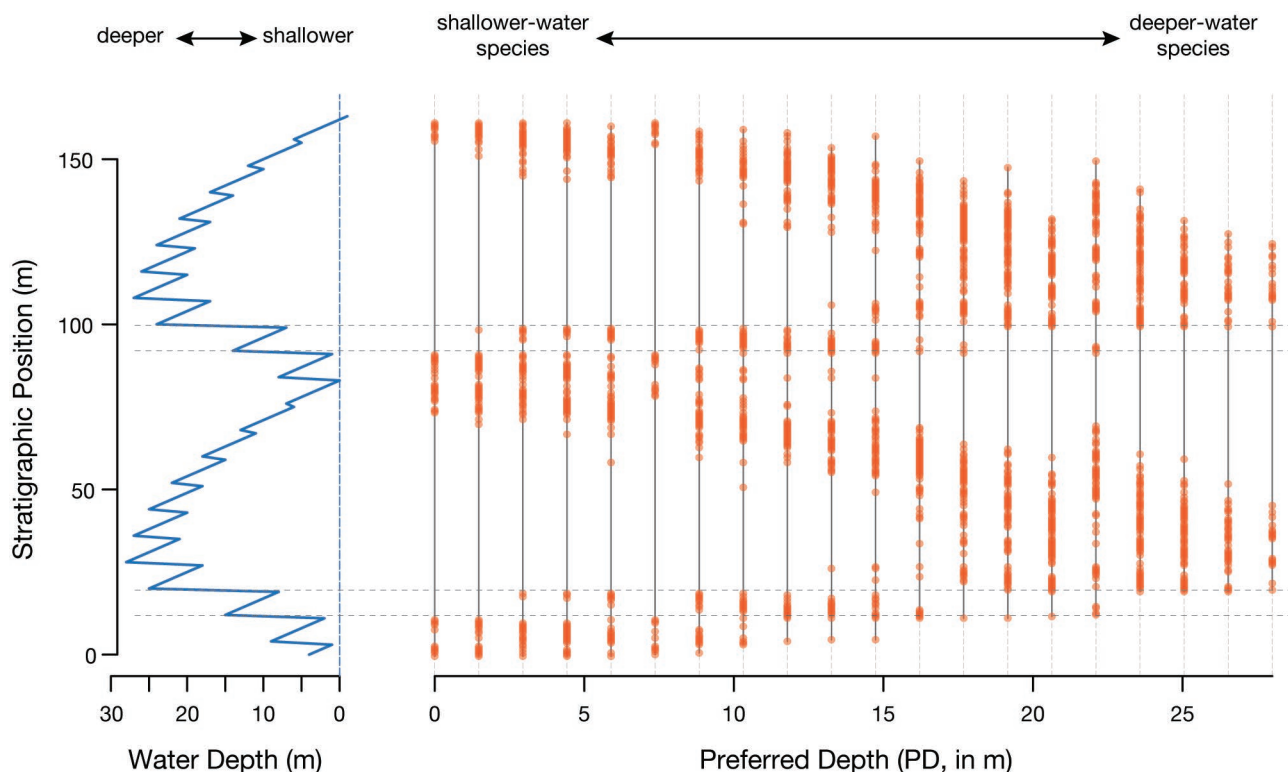 deeper shallower
shallower-water
species
deeper-water
species
150
100
50
0
Stratigraphic Position (m)
30 20 10 0
Water Depth (m)
0 5 10 15 20 25
Preferred Depth (PD, in m)